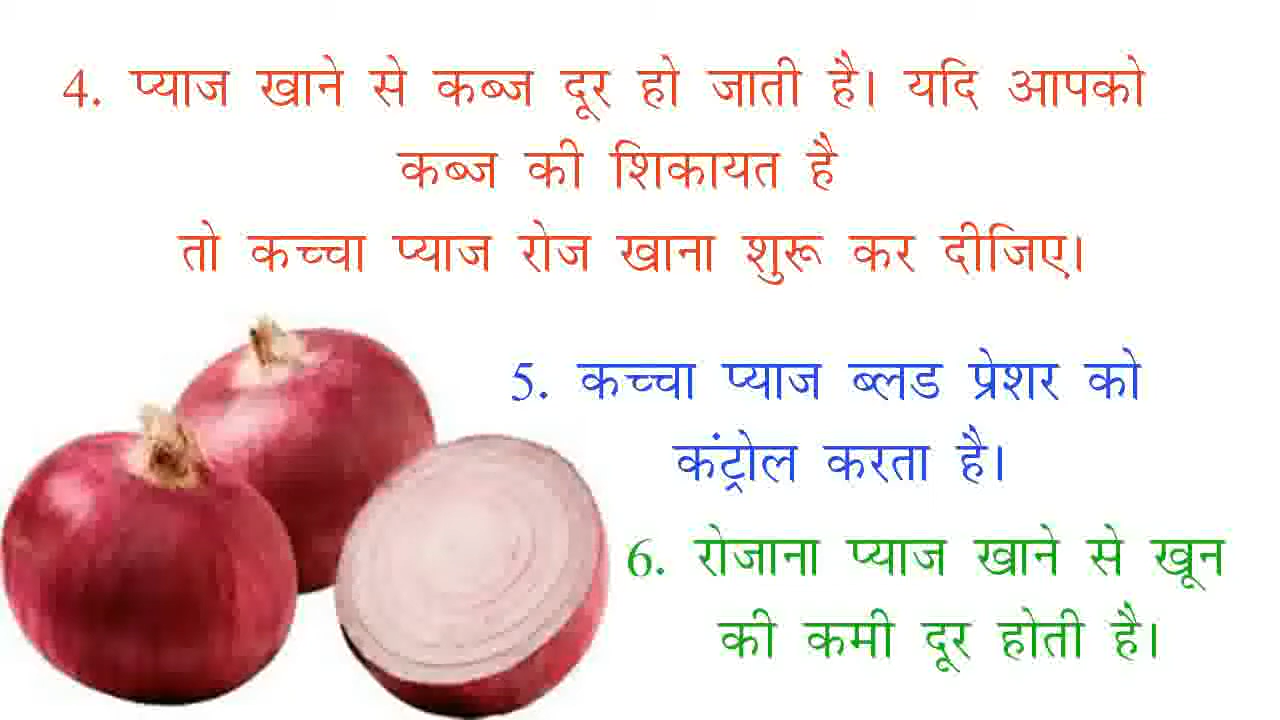 4. प्याज खाने से कब्ज दूर हो जाती है। यदि आपको
कब्ज की शिकायत है
तो कच्चा प्याज रोज खाना शुरू कर दीजिए।
5. कच्चा प्याज ब्लड प्रेशर को
कंट्रोल करता है।
6. रोजाना प्याज खाने से खून
की कमी दूर होती है।